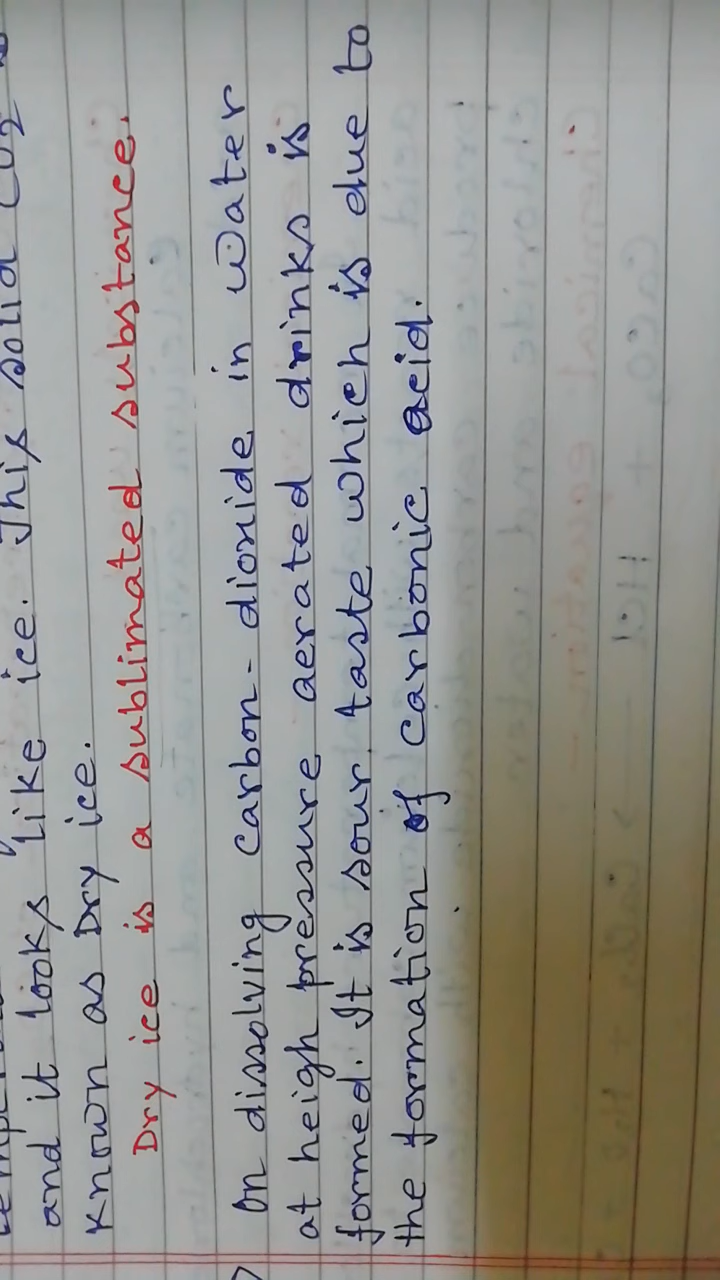 and it looks like ice. This solid CO2
known as Dry ice.
Dry ice is a sublimated substance.
On dissolving carbon-dioxide in water
at heigh pressure aerated drinks is
formed. It is sour taste which is due to
the formation of carbonic acid.